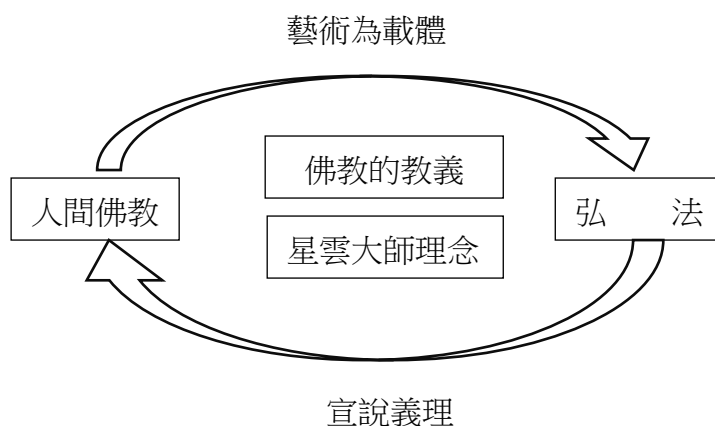 藝術為載體
佛教的教義
人間佛教
弘 法
星雲大師理念
宣說義理